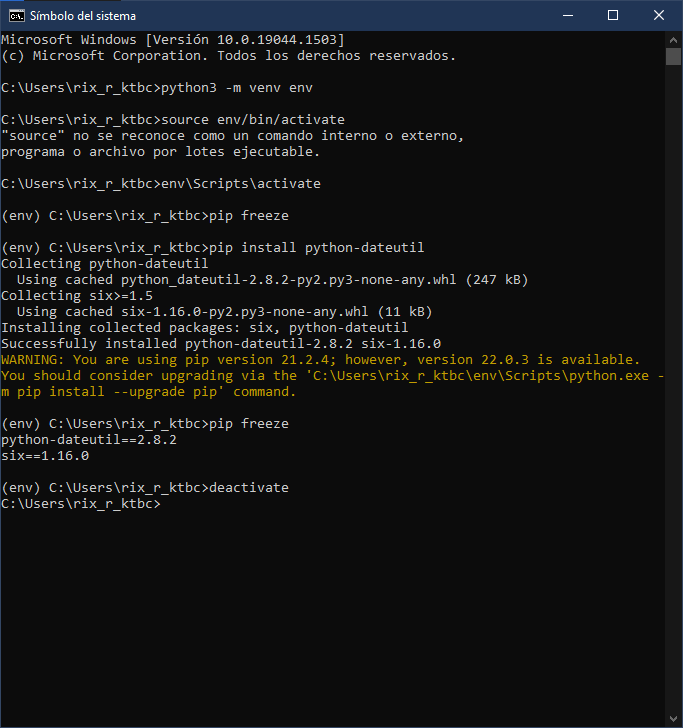 Símbolo del sistema
Microsoft Windows [Versión 10.0.19044.1503]
(c) Microsoft Corporation. Todos los derechos reservados.
C:\Users\rix_r_ktbc>python3 -m venv env
C:\Users\rix_r_ktbc>source env/bin/activate
"source" no se reconoce como un comando interno o externo,
programa o archivo por lotes ejecutable.
C:\Users\rix_r_ktbc>env\Scripts\activate
(env) C:\Users\rix_r_ktbc>pip freeze
(env) C:\Users\rix_r_ktbc>pip install python-dateutil
Collecting python-dateutil
  Using cached python_dateutil-2.8.2-py2.py3-none-any.whl (247 kB)
Collecting six>=1.5
  Using cached six-1.16.0-py2.py3-none-any.whl (11 kB)
Installing collected packages: six, python-dateutil
Successfully installed python-dateutil-2.8.2 six-1.16.0
WARNING: You are using pip version 21.2.4; however, version 22.0.3 is available.
You should consider upgrading via the 'C:\Users\rix_r_ktbc\env\Scripts\python.exe -
m pip install --upgrade pip' command.
(env) C:\Users\rix_r_ktbc>pip freeze
python-dateutil==2.8.2
six==1.16.0
(env) C:\Users\rix_r_ktbc>deactivate
C:\Users\rix_r_ktbc>